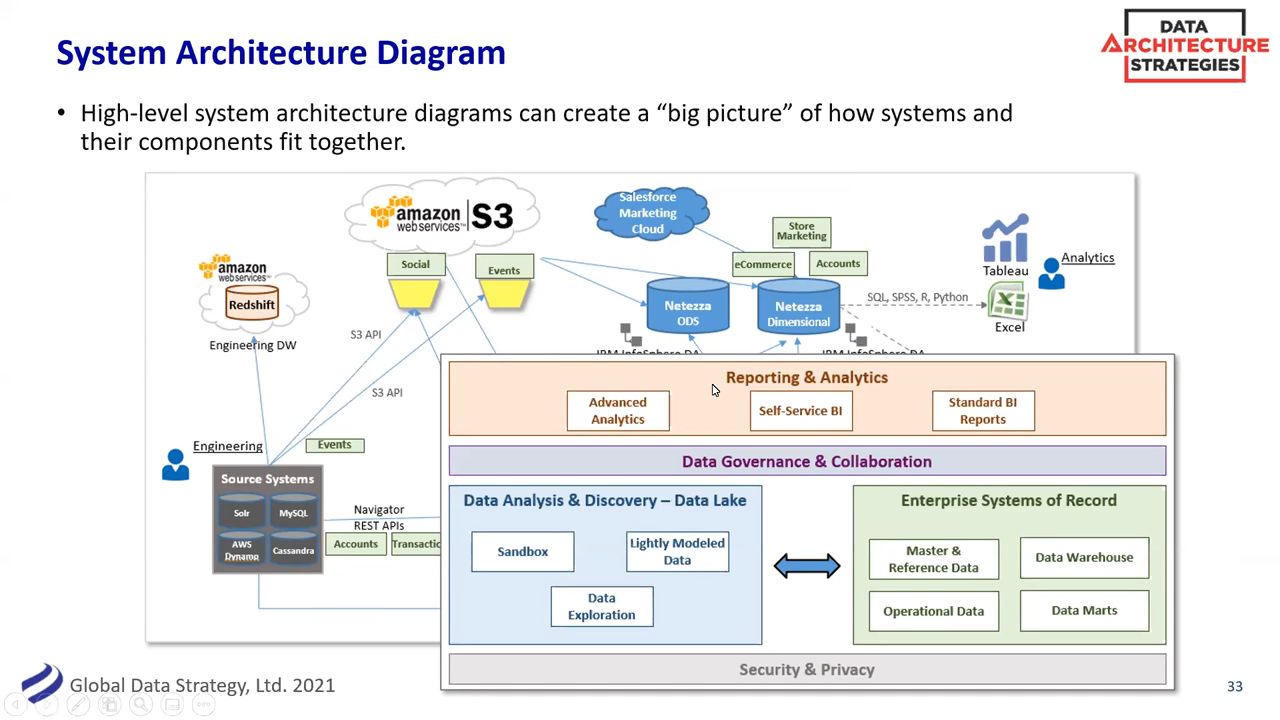 System Architecture Diagram
DATA
ARCHITECTURE
STRATEGIES
• High-level system architecture diagrams can create a “big picture” of how systems and
their components fit together.
amazon
web services™
S3
Salesforce
Marketing
Cloud
Store
Marketing
eCommerce
Accounts
Tableau
Analytics
amazon
web services™
Redshift
Engineering DW
Social
Events
Netezza
ODS
Netezza
Dimensional
SQL, SPSS, R, Python
Excel
S3 API
S3 API
IBM InfoSphere DA
IBM InfoSphere DA
Engineering
Events
Source Systems
Solr
MySQL
AWS
Dynamo
Cassandra
Navigator
REST APIs
Accounts
Transactio
Reporting & Analytics
Advanced
Analytics
Self-Service BI
Standard BI
Reports
Data Governance & Collaboration
Data Analysis & Discovery – Data Lake
Sandbox
Lightly Modeled
Data
Data
Exploration
Enterprise Systems of Record
Master &
Reference Data
Data Warehouse
Operational Data
Data Marts
Security & Privacy
Global Data Strategy, Ltd. 2021
33